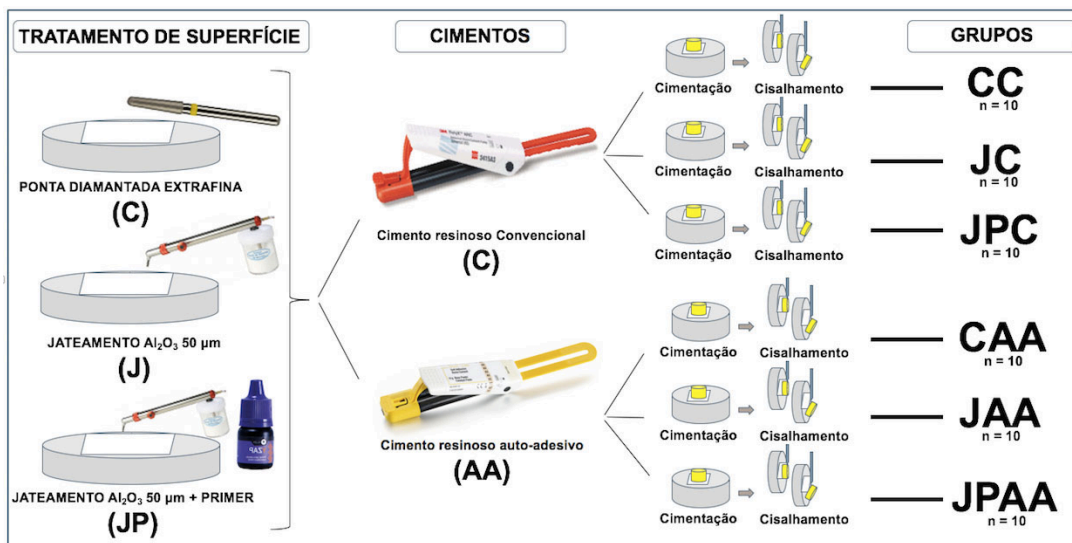 TRATAMENTO DE SUPERFÍCIE
PONTA DIAMANTADA EXTRAFINA
(C)
JATEAMENTO Al₂O₃ 50 µm
(J)
JATEAMENTO Al₂O₃ 50 µm + PRIMER
(JP)
CIMENTOS
Cimento resinoso Convencional
(C)
Cimento resinoso auto-adesivo
(AA)
Cimentação Cisalhamento
Cimentação Cisalhamento
Cimentação Cisalhamento
Cimentação Cisalhamento
Cimentação Cisalhamento
Cimentação Cisalhamento
GRUPOS
CC
n = 10
JC
n = 10
JPC
n = 10
CAA
n = 10
JAA
n = 10
JPAA
n = 10